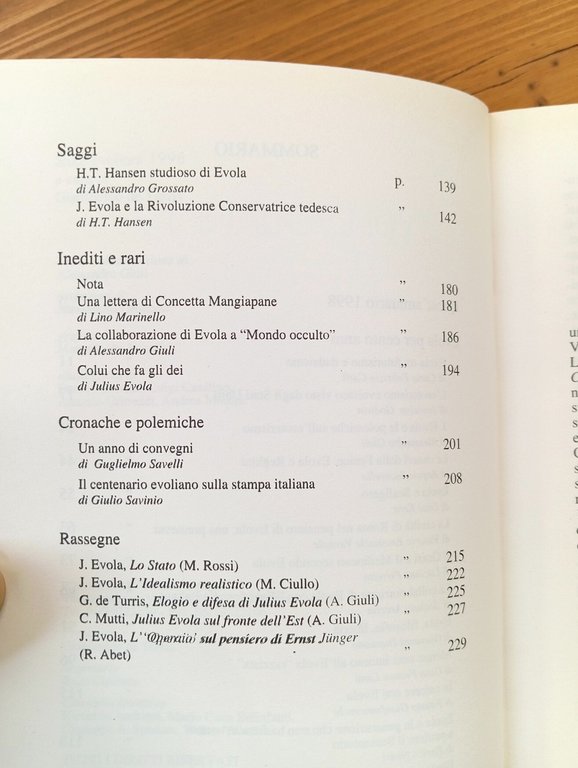 Saggi
H.T. Hansen studioso di Evola p. 139
di Alessandro Grossato
J. Evola e la Rivoluzione Conservatrice tedesca ” 142
di H.T. Hansen
Inediti e rari
Nota ” 180
Una lettera di Concetta Mangiapane ” 181
di Lino Marinello
La collaborazione di Evola a “Mondo occulto” ” 186
di Alessandro Giuli
Colui che fa gli dei ” 194
di Julius Evola
Cronache e polemiche
Un anno di convegni ” 201
di Guglielmo Savelli
Il centenario evoliano sulla stampa italiana ” 208
di Giulio Savinio
Rassegne
J. Evola, Lo Stato (M. Rossi) ” 215
J. Evola, L’Idealismo realistico (M. Ciullo) ” 222
G. de Turris, Elogio e difesa di Julius Evola (A. Giuli) ” 225
C. Mutti, Julius Evola sul fronte dell’Est (A. Giuli) ” 227
J. Evola, L’“Operaio” sul pensiero di Ernst Jünger
(R. Abet) ” 229